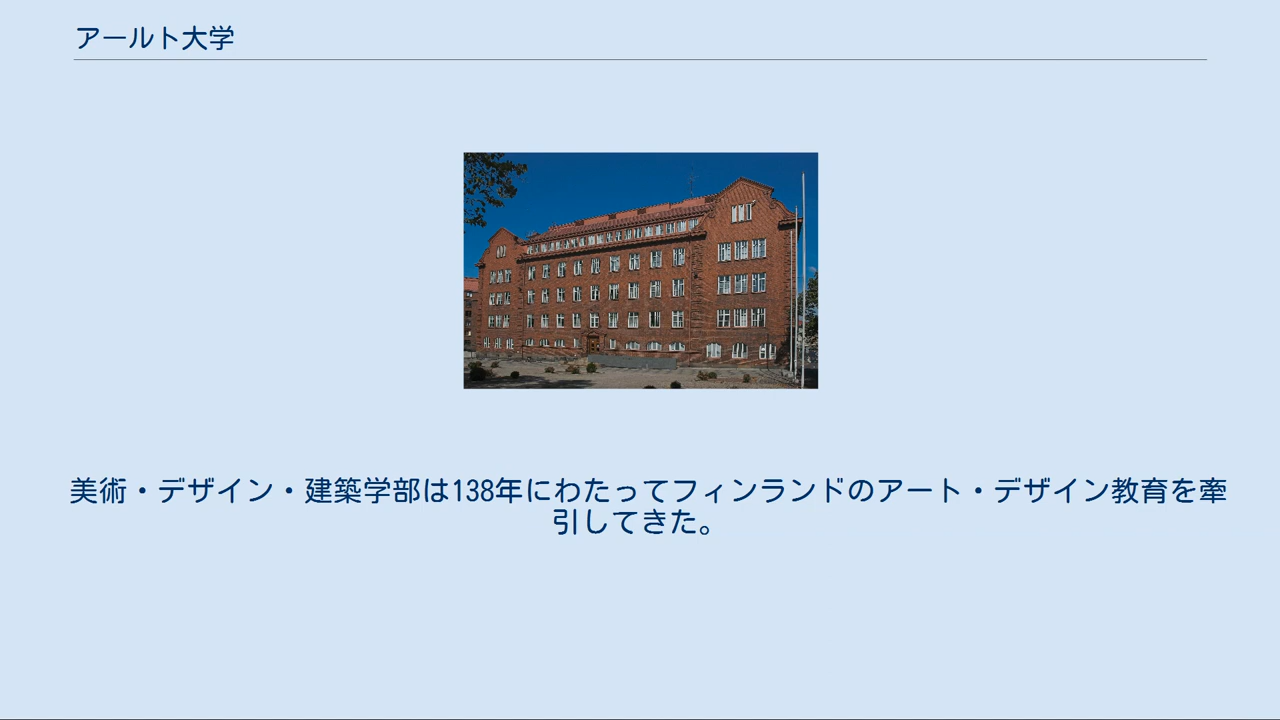 アールト大学
美術・デザイン・建築学部は138年にわたってフィンランドのアート・デザイン教育を牽
引してきた。